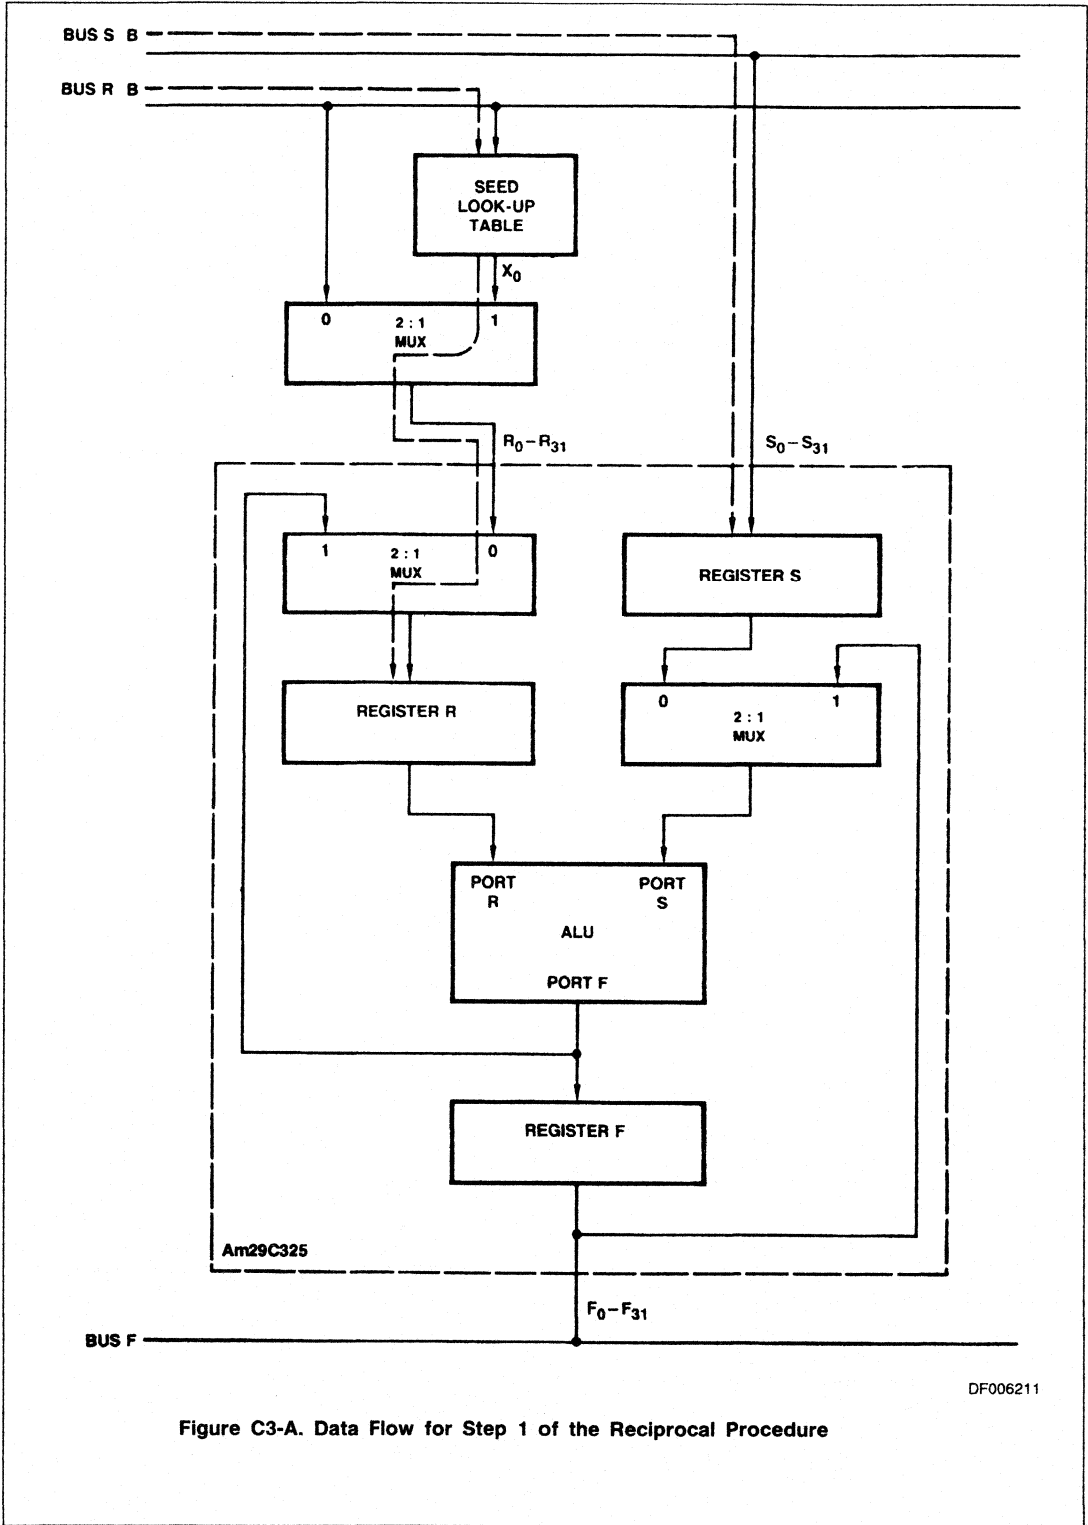 BUS S B
BUS R B
SEED
LOOK-UP
TABLE
X0
0
2 : 1
MUX
1
R0–R31
S0–S31
1
2 : 1
MUX
0
REGISTER S
REGISTER R
0
2 : 1
MUX
1
PORT
R
PORT
S
ALU
PORT F
REGISTER F
Am29C325
F0–F31
BUS F
DF006211
Figure C3-A. Data Flow for Step 1 of the Reciprocal Procedure